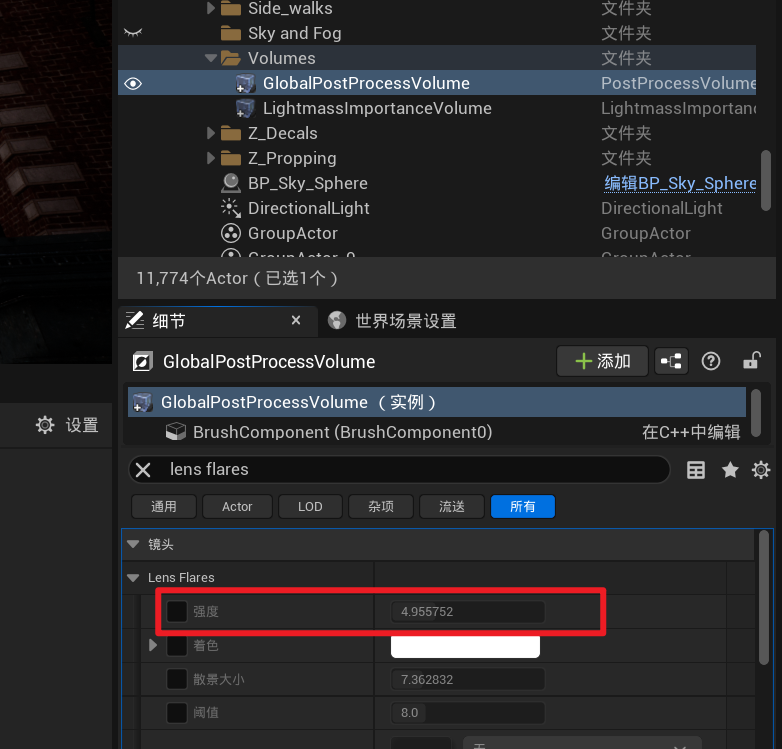 Side_walks 文件夹
Sky and Fog 文件夹
Volumes 文件夹
GlobalPostProcessVolume PostProcessVolume
LightmassImportanceVolume LightmassImportanc
Z_Decals 文件夹
Z_Propping 文件夹
BP_Sky_Sphere 编辑BP_Sky_Sphere
DirectionalLight DirectionalLight
GroupActor GroupActor
11,774个Actor（已选1个）
细节 世界场景设置
GlobalPostProcessVolume 添加
GlobalPostProcessVolume （实例）
设置
BrushComponent (BrushComponent0) 在C++中编辑
lens flares
通用 Actor LOD 杂项 流送 所有
镜头
Lens Flares
强度 4.955752
着色
散景大小 7.362832
阈值 8.0